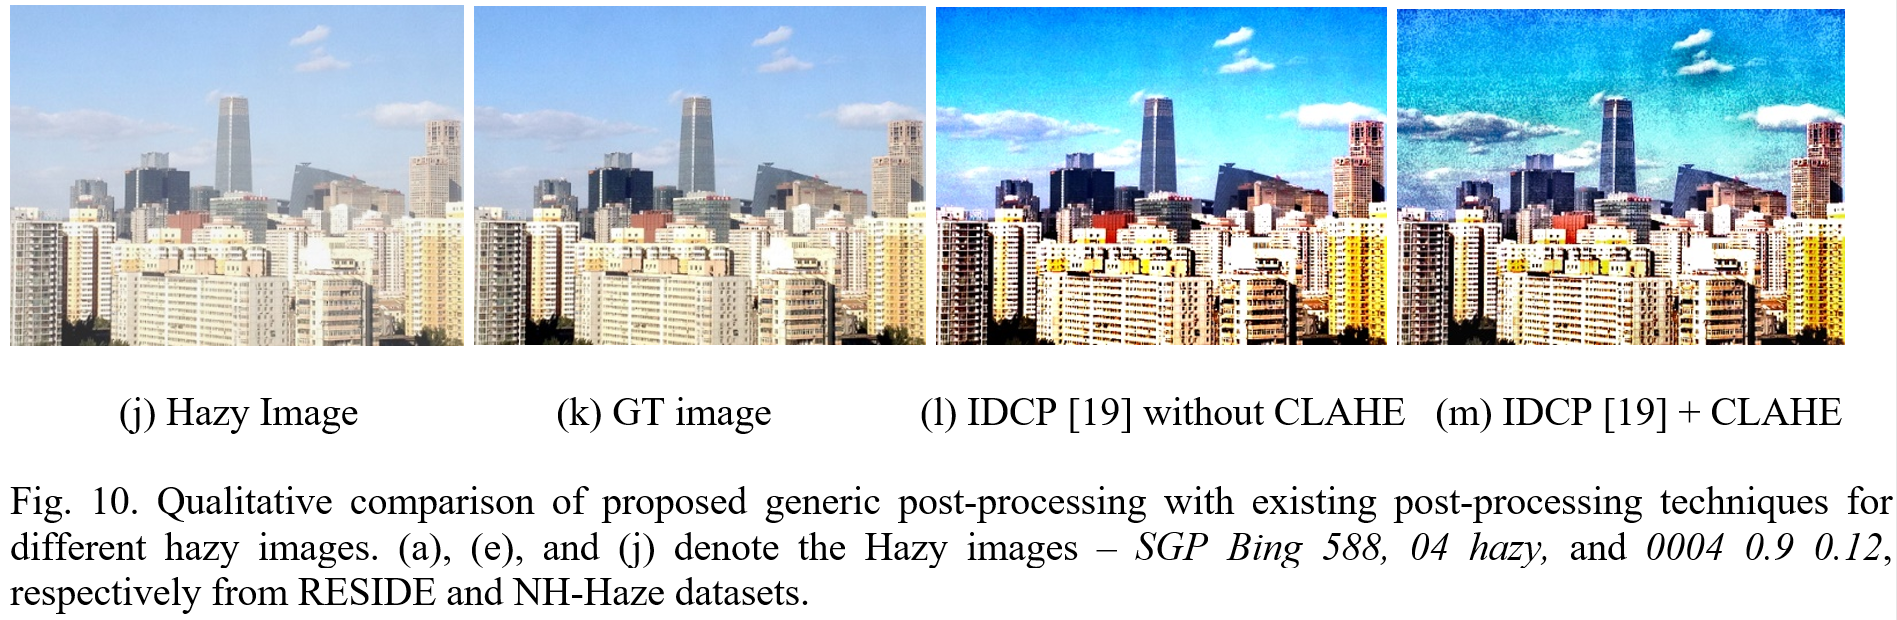 (j) Hazy Image (k) GT image (l) IDCP [19] without CLAHE (m) IDCP [19] + CLAHE
Fig. 10. Qualitative comparison of proposed generic post-processing with existing post-processing techniques for
different hazy images. (a), (e), and (j) denote the Hazy images – SGP Bing 588, 04 hazy, and 0004 0.9 0.12,
respectively from RESIDE and NH-Haze datasets.